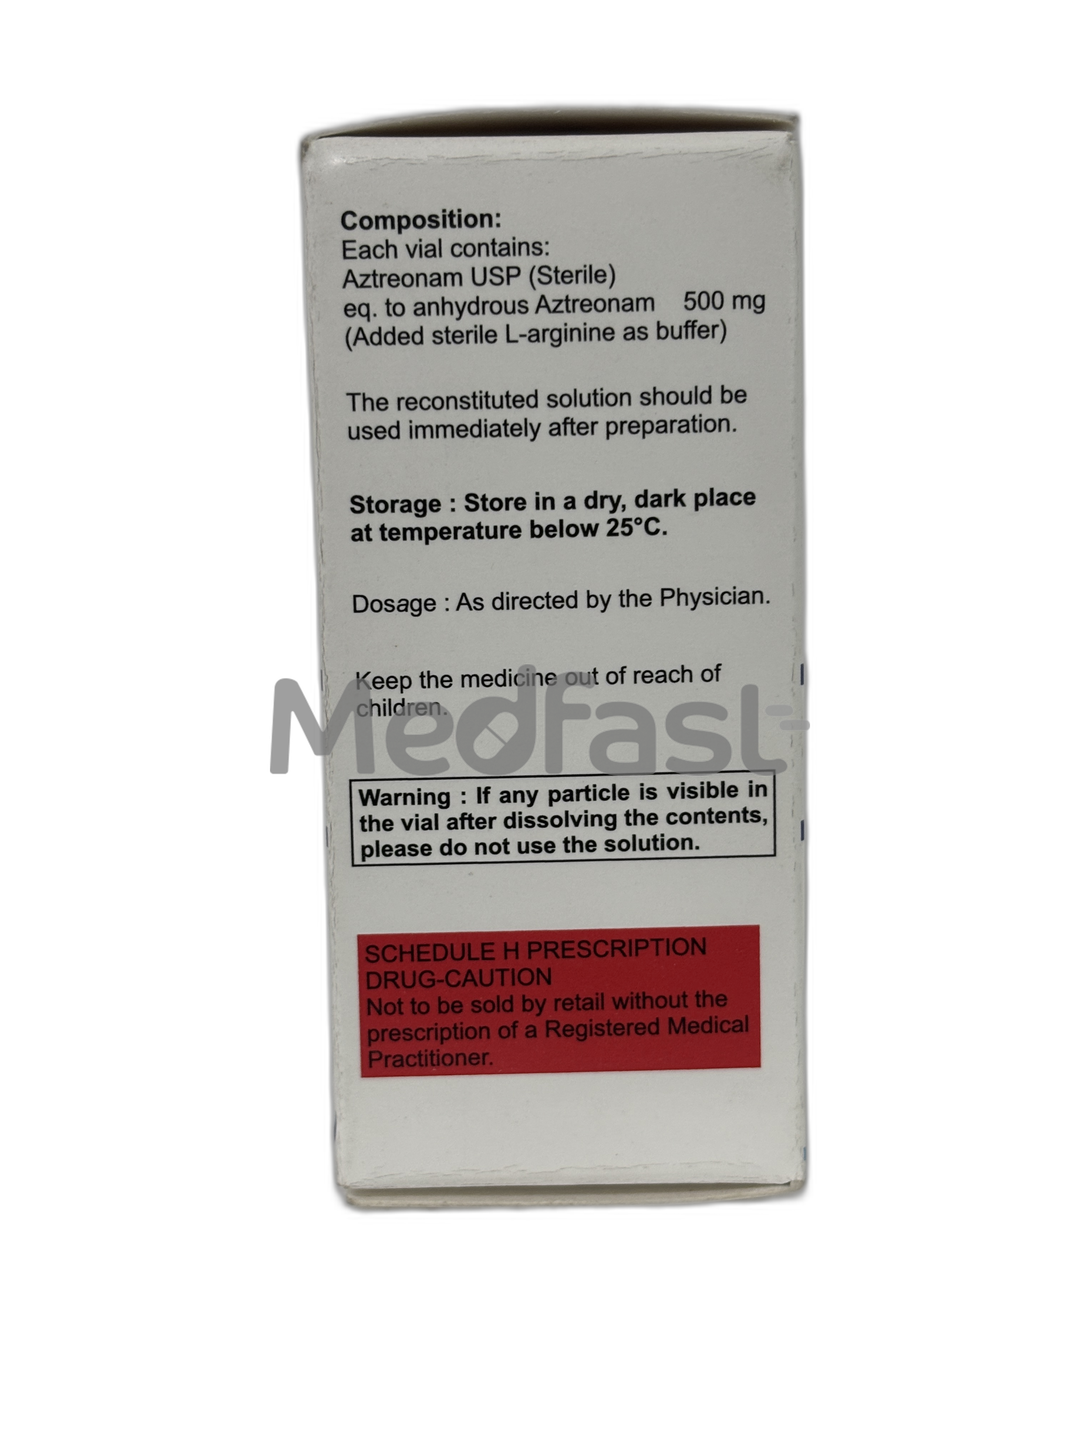 Composition:
Each vial contains:
Aztreonam USP (Sterile)
eq. to anhydrous Aztreonam 500 mg
(Added sterile L-arginine as buffer)
The reconstituted solution should be
used immediately after preparation.
Storage : Store in a dry, dark place
at temperature below 25°C.
Dosage : As directed by the Physician.
Keep the medicine out of reach of
children.
Medfast
Warning : If any particle is visible in
the vial after dissolving the contents,
please do not use the solution.
SCHEDULE H PRESCRIPTION
DRUG-CAUTION
Not to be sold by retail without the
prescription of a Registered Medical
Practitioner.